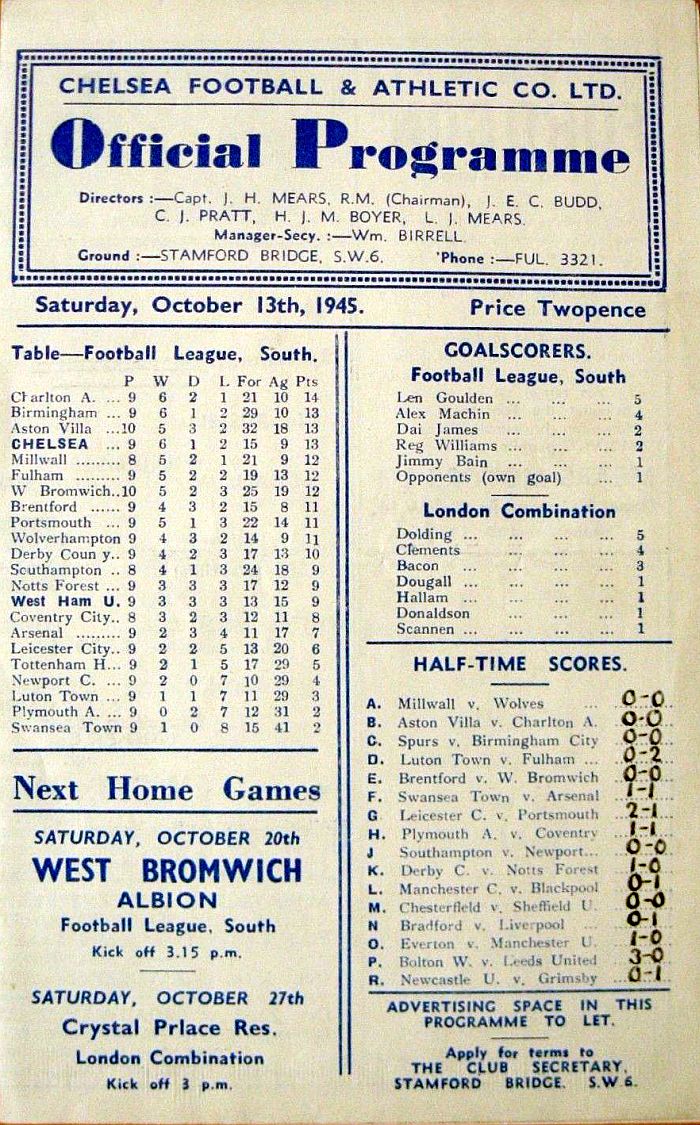 CHELSEA FOOTBALL & ATHLETIC CO. LTD.
Official Programme
Directors :—Capt. J. H. MEARS, R.M. (Chairman), J. E. C. BUDD,
C. J. PRATT, H. J. M. BOYER, L. J. MEARS.
Manager-Secy. :—Wm. BIRRELL.
Ground :—STAMFORD BRIDGE, S.W.6. 'Phone :—FUL. 3321.
Saturday, October 13th, 1945. Price Twopence
Table—Football League, South.
P W D L For Ag Pts
Charlton A. ... 9 6 2 1 21 10 14
Birmingham ... 9 6 1 2 29 10 13
Aston Villa ...10 5 3 2 32 18 13
CHELSEA ... 9 6 1 2 15 9 13
Millwall ......... 8 5 2 1 21 9 12
Fulham ......... 9 5 2 2 19 13 12
W Bromwich..10 5 2 3 25 19 12
Brentford ...... 9 4 3 2 15 8 11
Portsmouth ... 9 5 1 3 22 14 11
Wolverhampton 9 4 3 2 14 9 11
Derby Coun y.. 9 4 2 3 17 13 10
Southampton .. 8 4 1 3 24 18 9
Notts Forest ... 9 3 3 3 17 12 9
West Ham U. 9 3 3 3 13 15 9
Coventry City.. 8 3 2 3 12 11 8
Arsenal ......... 9 2 3 4 11 17 7
Leicester City.. 9 2 2 5 13 20 6
Tottenham H... 9 2 1 5 17 29 5
Newport C. ... 9 2 0 7 10 29 4
Luton Town ... 9 1 1 7 11 29 3
Plymouth A. ... 9 0 2 7 12 31 2
Swansea Town 9 1 0 8 15 41 2
Next Home Games
SATURDAY, OCTOBER 20th
WEST BROMWICH
ALBION
Football League, South
Kick off 3.15 p.m.
SATURDAY, OCTOBER 27th
Crystal Prlace Res.
London Combination
Kick off 3 p.m.
GOALSCORERS.
Football League, South
Len Goulden ... ... ... 5
Alex Machin ... ... ... 4
Dai James ... ... ... 2
Reg Williams ... ... ... 2
Jimmy Bain ... ... ... 1
Opponents (own goal) ... 1
London Combination
Dolding ... ... ... ... 5
Clements ... ... ... 4
Bacon ... ... ... ... 3
Dougall ... ... ... ... 1
Hallam ... ... ... ... 1
Donaldson ... ... ... 1
Scannen ... ... ... ... 1
HALF-TIME SCORES.
A. Millwall v. Wolves ... 0-0
B. Aston Villa v. Charlton A. 0-0
C. Spurs v. Birmingham City 0-0
D. Luton Town v. Fulham ... 0-2
E. Brentford v. W. Bromwich 0-0
F. Swansea Town v. Arsenal 1-1
G Leicester C. v. Portsmouth 2-1
H. Plymouth A. v. Coventry 1-1
J Southampton v. Newport... 0-0
K. Derby C. v. Notts Forest 1-0
L. Manchester C. v. Blackpool 0-1
M. Chesterfield v. Sheffield U. 0-0
N Bradford v. Liverpool ... 0-1
O. Everton v. Manchester U. 1-0
P. Bolton W. v. Leeds United 3-0
R. Newcastle U. v. Grimsby ... 0-1
ADVERTISING SPACE IN THIS
PROGRAMME TO LET.
Apply for terms to
THE CLUB SECRETARY,
STAMFORD BRIDGE. S.W 6.